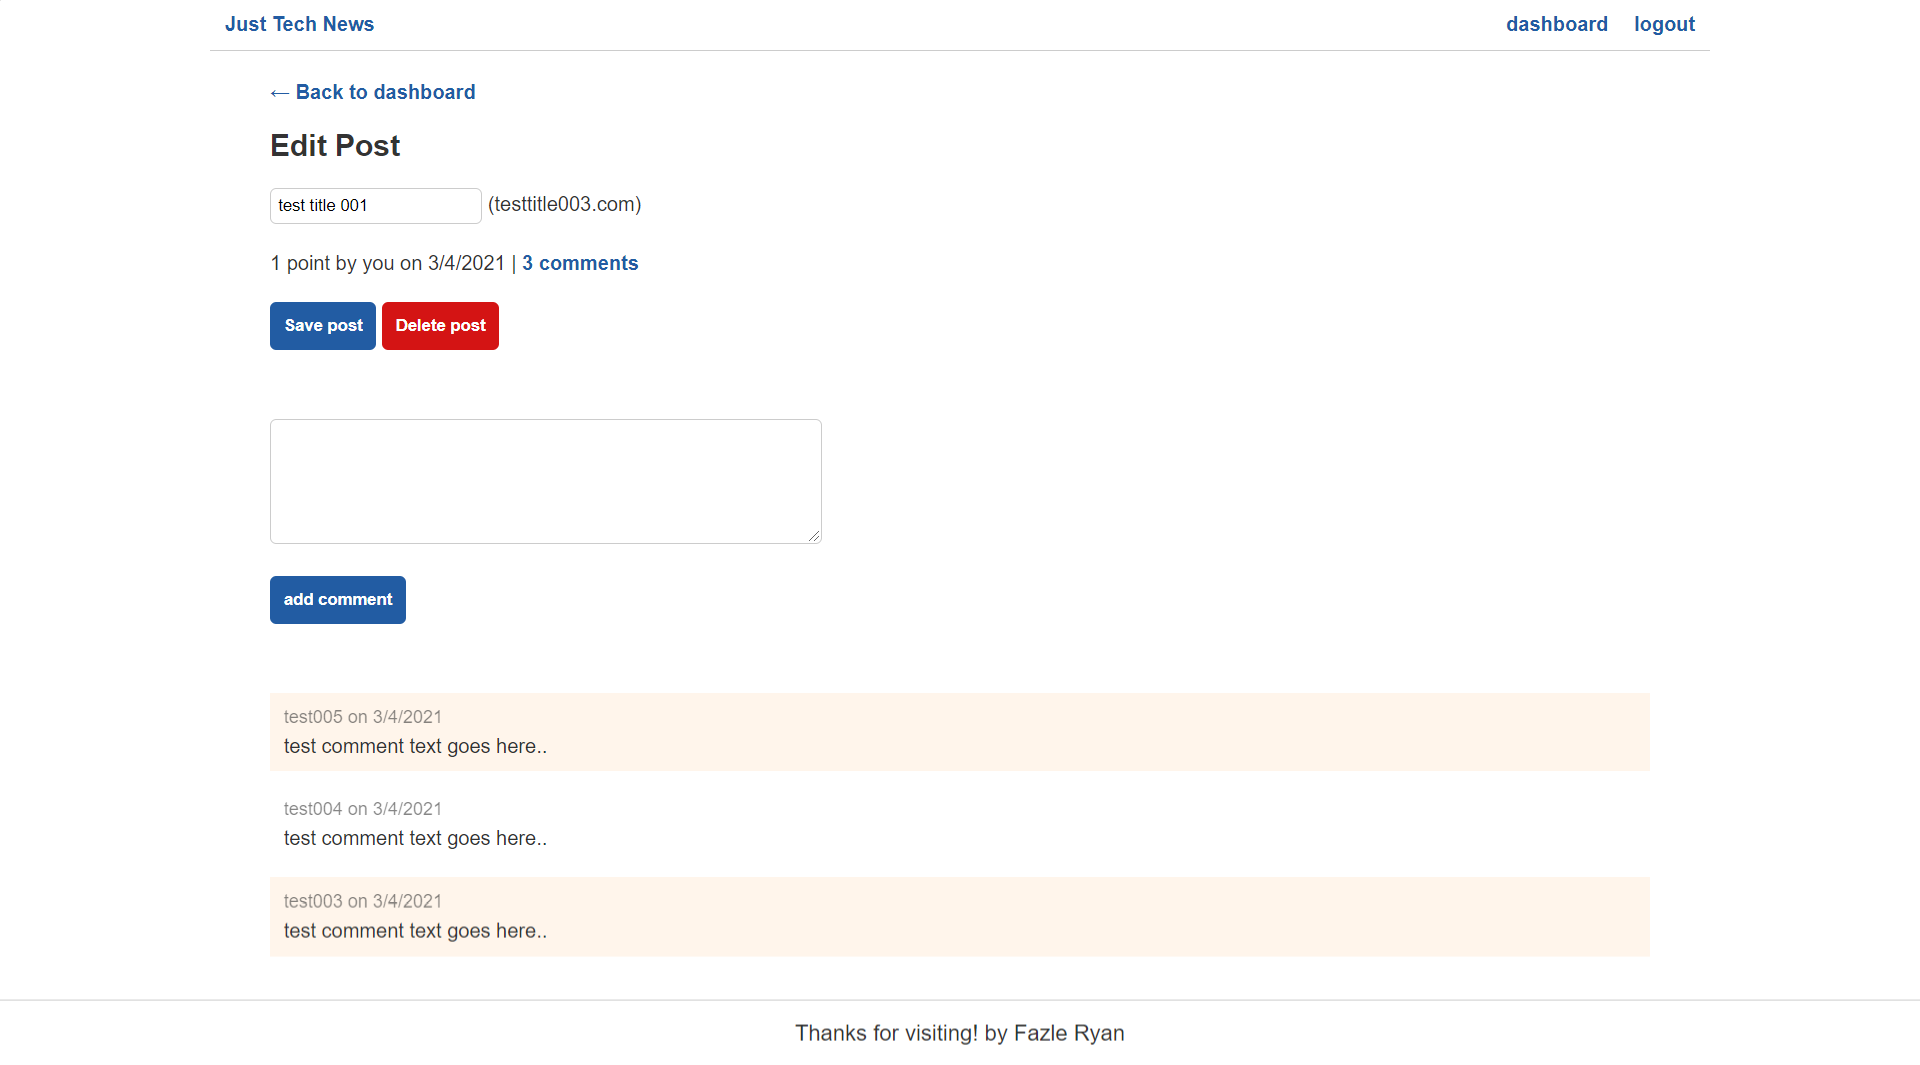 Just Tech News dashboard logout
← Back to dashboard
Edit Post
test title 001 (testtitle003.com)
1 point by you on 3/4/2021 | 3 comments
Save post Delete post
add comment
test005 on 3/4/2021
test comment text goes here..
test004 on 3/4/2021
test comment text goes here..
test003 on 3/4/2021
test comment text goes here..
Thanks for visiting! by Fazle Ryan